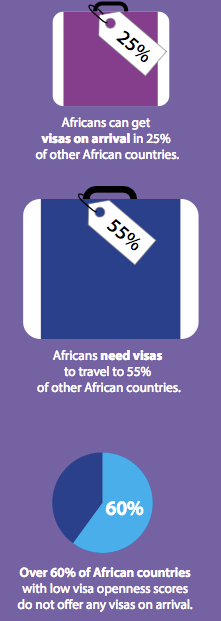 25%
Africans can get
visas on arrival in 25%
of other African countries.
55%
Africans need visas
to travel to 55%
of other African countries.
60%
Over 60% of African countries
with low visa openness scores
do not offer any visas on arrival.